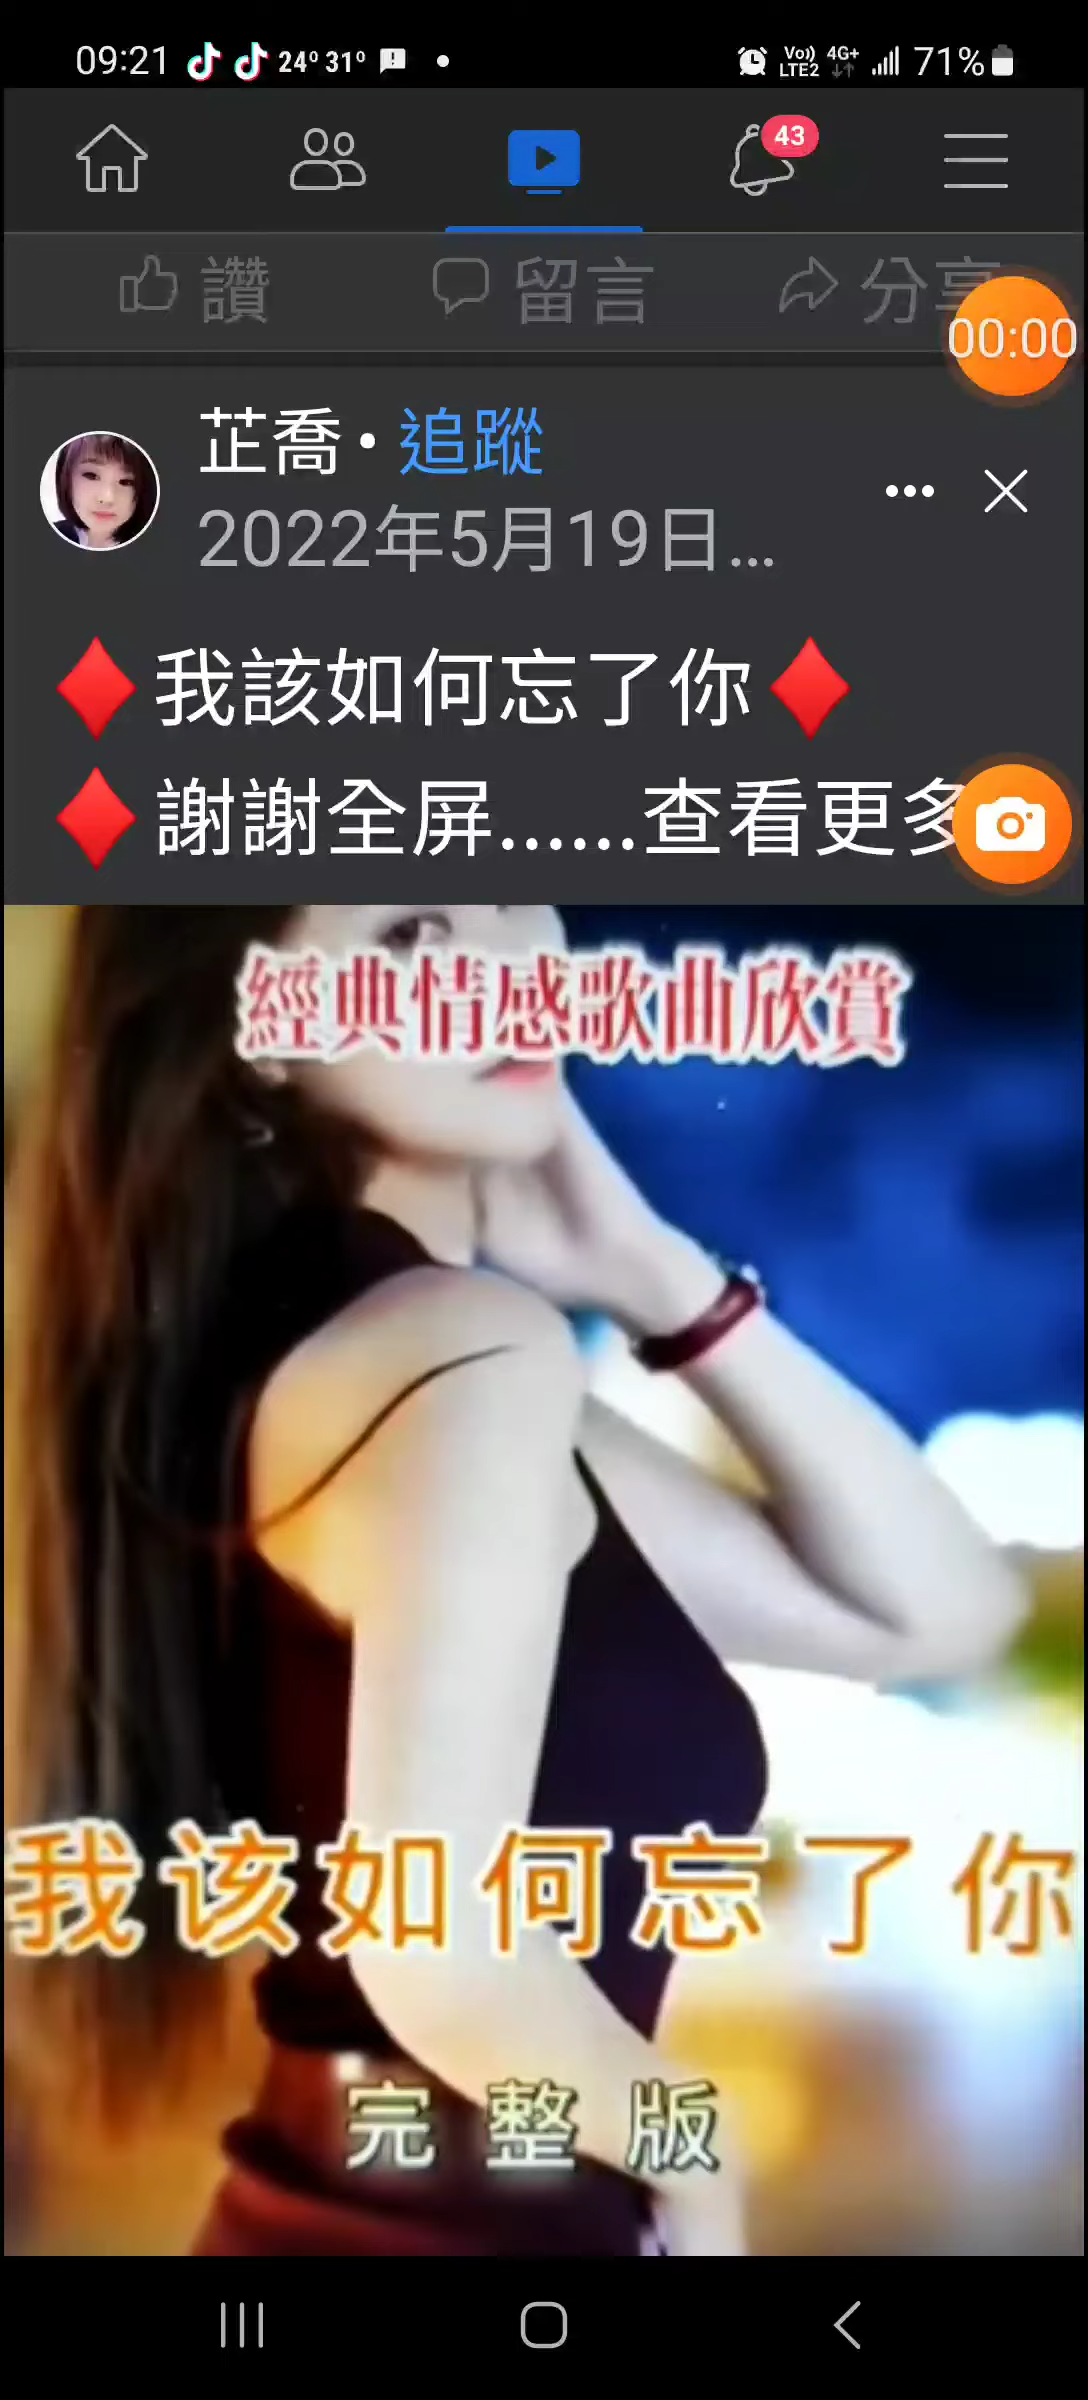 09:21 24° 31° Vo)) LTE2 4G+ 71%
43
讚 留言 分享
00:00
芷喬 · 追蹤
2022年5月19日...
♦️我該如何忘了你♦️
♦️謝謝全屏......查看更多
經典情感歌曲欣賞
我该如何忘了你
完整版